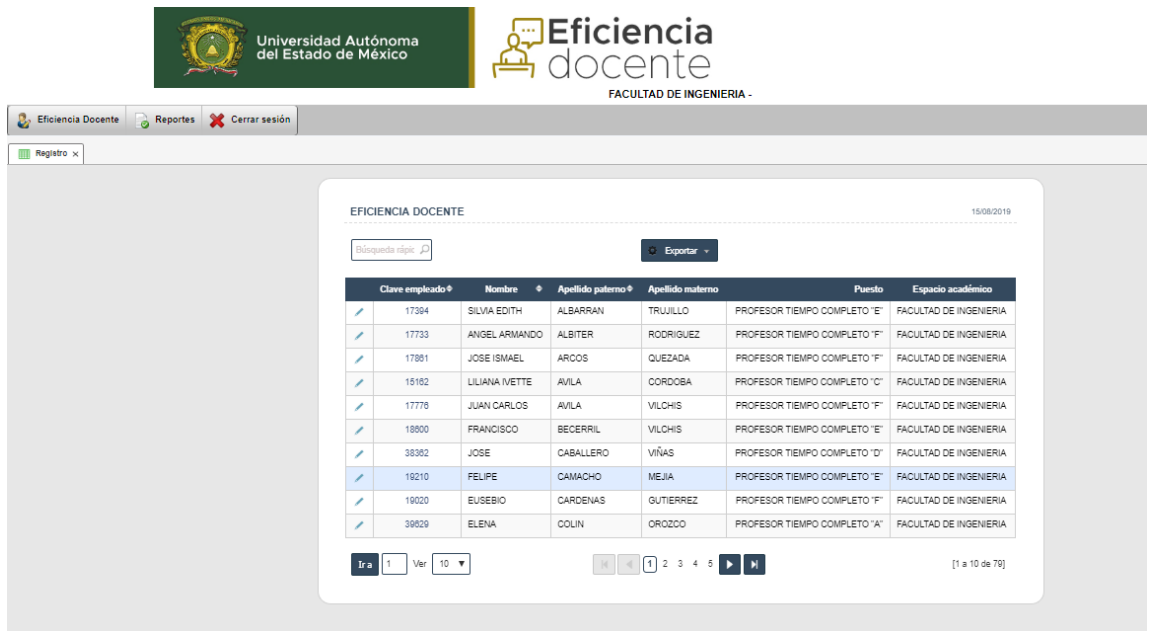 Universidad Autónoma
del Estado de México
Eficiencia
docente
FACULTAD DE INGENIERIA -
Eficiencia Docente Reportes Cerrar sesión
Registro x
EFICIENCIA DOCENTE 15/08/2019
Búsqueda rápic Exportar
Clave empleado Nombre Apellido paterno Apellido materno Puesto Espacio académico
17394 SILVIA EDITH ALBARRAN TRUJILLO PROFESOR TIEMPO COMPLETO "E" FACULTAD DE INGENIERIA
17733 ANGEL ARMANDO ALBITER RODRIGUEZ PROFESOR TIEMPO COMPLETO "F" FACULTAD DE INGENIERIA
17861 JOSE ISMAEL ARCOS QUEZADA PROFESOR TIEMPO COMPLETO "F" FACULTAD DE INGENIERIA
15162 LILIANA IVETTE AVILA CORDOBA PROFESOR TIEMPO COMPLETO "C" FACULTAD DE INGENIERIA
17776 JUAN CARLOS AVILA VILCHIS PROFESOR TIEMPO COMPLETO "F" FACULTAD DE INGENIERIA
18600 FRANCISCO BECERRIL VILCHIS PROFESOR TIEMPO COMPLETO "E" FACULTAD DE INGENIERIA
38362 JOSE CABALLERO VIÑAS PROFESOR TIEMPO COMPLETO "D" FACULTAD DE INGENIERIA
19210 FELIPE CAMACHO MEJIA PROFESOR TIEMPO COMPLETO "E" FACULTAD DE INGENIERIA
19020 EUSEBIO CARDENAS GUTIERREZ PROFESOR TIEMPO COMPLETO "F" FACULTAD DE INGENIERIA
39629 ELENA COLIN OROZCO PROFESOR TIEMPO COMPLETO "A" FACULTAD DE INGENIERIA
Ir a 1 Ver 10 1 2 3 4 5 [1 a 10 de 79]